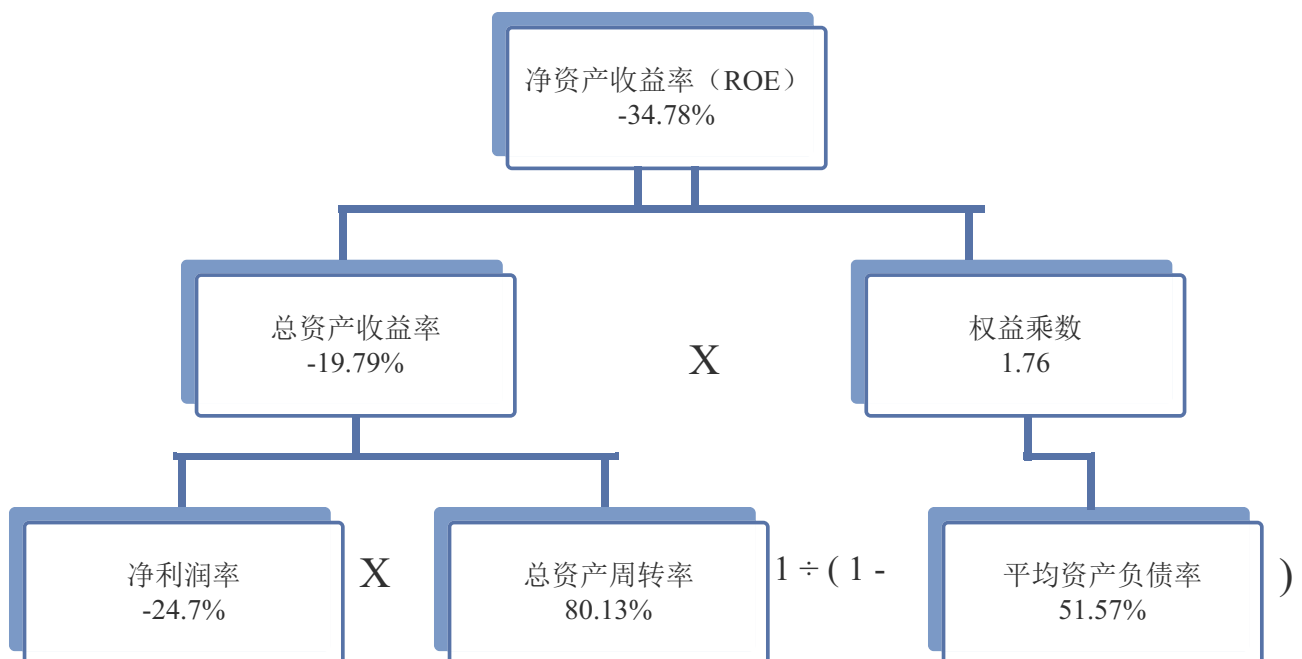 净资产收益率（ROE）
-34.78%
总资产收益率
-19.79%
X
权益乘数
1.76
净利润率
-24.7%
X
总资产周转率
80.13%
1 ÷ ( 1 -
平均资产负债率
51.57%
)